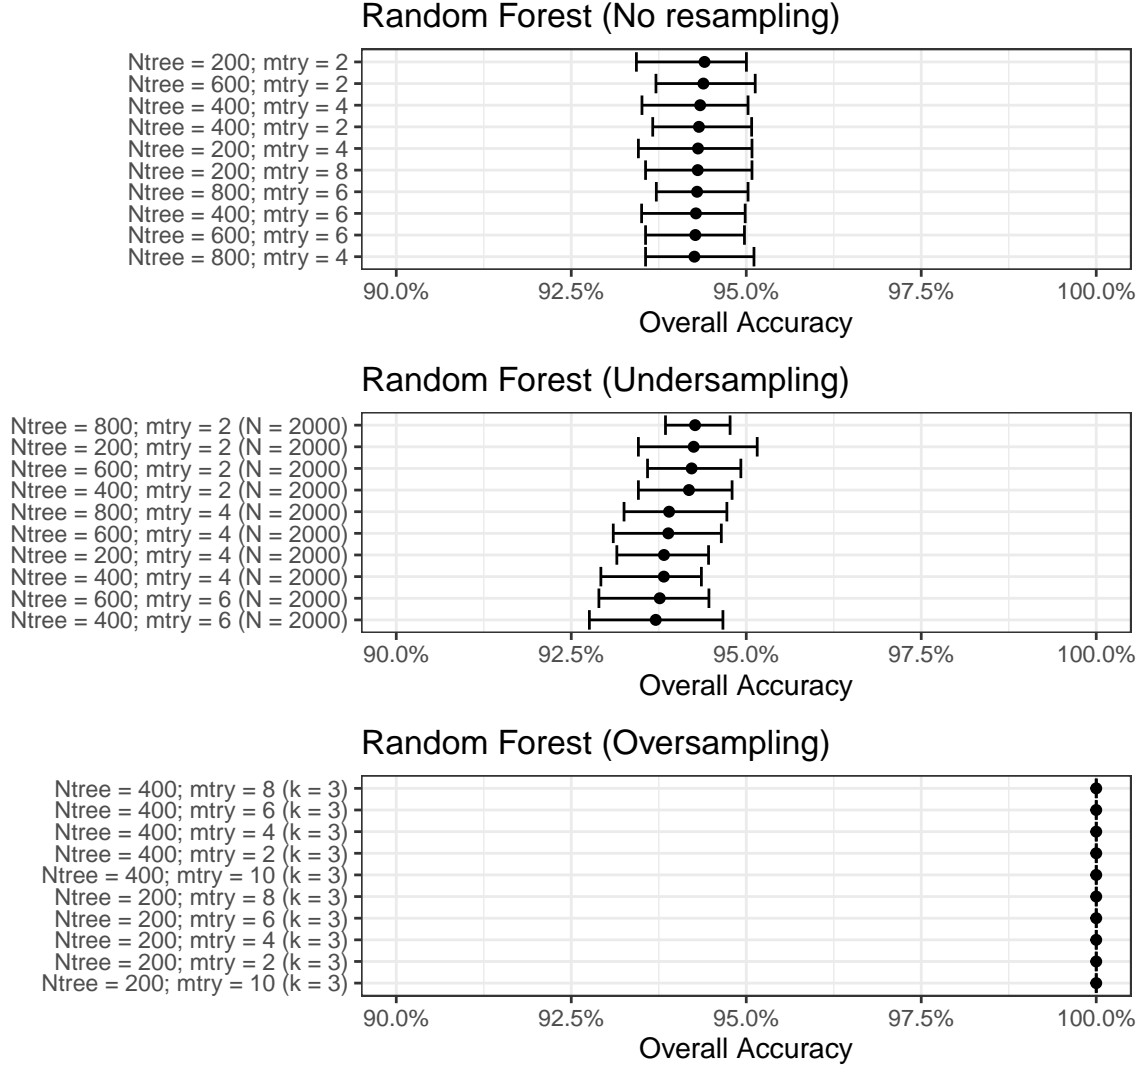 Random Forest (No resampling)
Ntree = 200; mtry = 2
Ntree = 600; mtry = 2
Ntree = 400; mtry = 4
Ntree = 400; mtry = 2
Ntree = 200; mtry = 4
Ntree = 200; mtry = 8
Ntree = 800; mtry = 6
Ntree = 400; mtry = 6
Ntree = 600; mtry = 6
Ntree = 800; mtry = 4
90.0% 92.5% 95.0% 97.5% 100.0%
Overall Accuracy
Random Forest (Undersampling)
Ntree = 800; mtry = 2 (N = 2000)
Ntree = 200; mtry = 2 (N = 2000)
Ntree = 600; mtry = 2 (N = 2000)
Ntree = 400; mtry = 2 (N = 2000)
Ntree = 800; mtry = 4 (N = 2000)
Ntree = 600; mtry = 4 (N = 2000)
Ntree = 200; mtry = 4 (N = 2000)
Ntree = 400; mtry = 4 (N = 2000)
Ntree = 600; mtry = 6 (N = 2000)
Ntree = 400; mtry = 6 (N = 2000)
90.0% 92.5% 95.0% 97.5% 100.0%
Overall Accuracy
Random Forest (Oversampling)
Ntree = 400; mtry = 8 (k = 3)
Ntree = 400; mtry = 6 (k = 3)
Ntree = 400; mtry = 4 (k = 3)
Ntree = 400; mtry = 2 (k = 3)
Ntree = 400; mtry = 10 (k = 3)
Ntree = 200; mtry = 8 (k = 3)
Ntree = 200; mtry = 6 (k = 3)
Ntree = 200; mtry = 4 (k = 3)
Ntree = 200; mtry = 2 (k = 3)
Ntree = 200; mtry = 10 (k = 3)
90.0% 92.5% 95.0% 97.5% 100.0%
Overall Accuracy